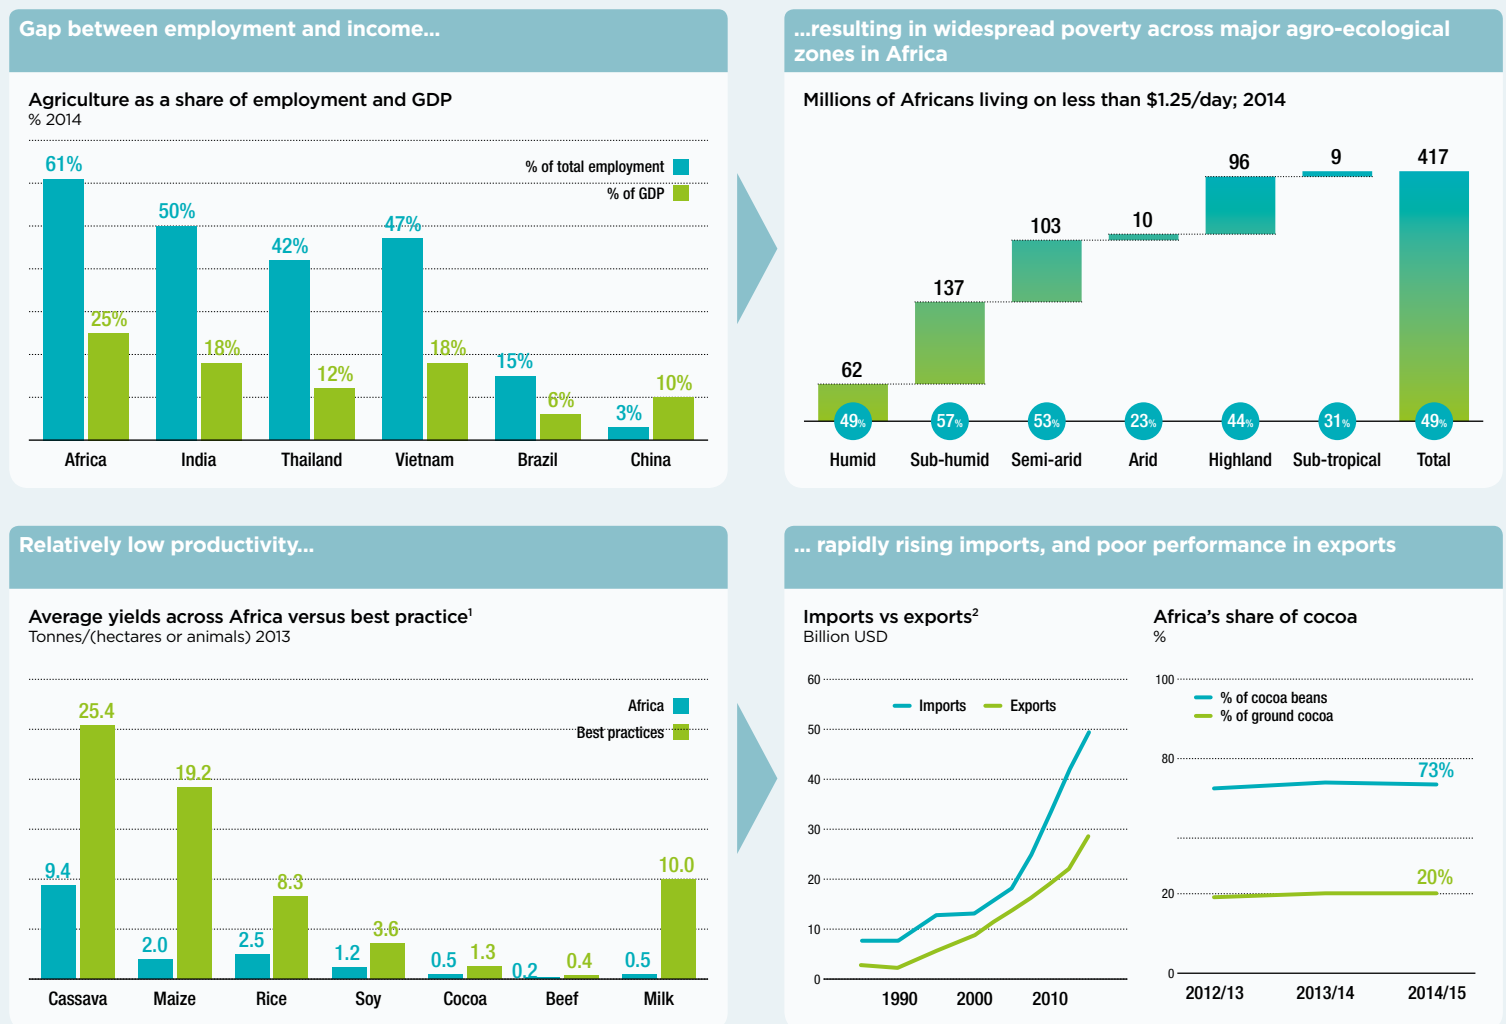 Gap between employment and income...
Agriculture as a share of employment and GDP
% 2014
% of total employment
% of GDP
61%
25%
50%
18%
42%
12%
47%
18%
15%
6%
3%
10%
Africa
India
Thailand
Vietnam
Brazil
China
...resulting in widespread poverty across major agro-ecological
zones in Africa
Millions of Africans living on less than $1.25/day; 2014
62
137
103
10
96
9
417
49%
57%
53%
23%
44%
31%
49%
Humid
Sub-humid
Semi-arid
Arid
Highland
Sub-tropical
Total
Relatively low productivity...
Average yields across Africa versus best practice¹
Tonnes/(hectares or animals) 2013
Africa
Best practices
9.4
25.4
2.0
19.2
2.5
8.3
1.2
3.6
0.5
1.3
0.2
0.4
0.5
10.0
Cassava
Maize
Rice
Soy
Cocoa
Beef
Milk
... rapidly rising imports, and poor performance in exports
Imports vs exports²
Billion USD
60
50
40
30
20
10
0
Imports
Exports
1990
2000
2010
Africa's share of cocoa
%
100
80
20
0
% of cocoa beans
% of ground cocoa
73%
20%
2012/13
2013/14
2014/15